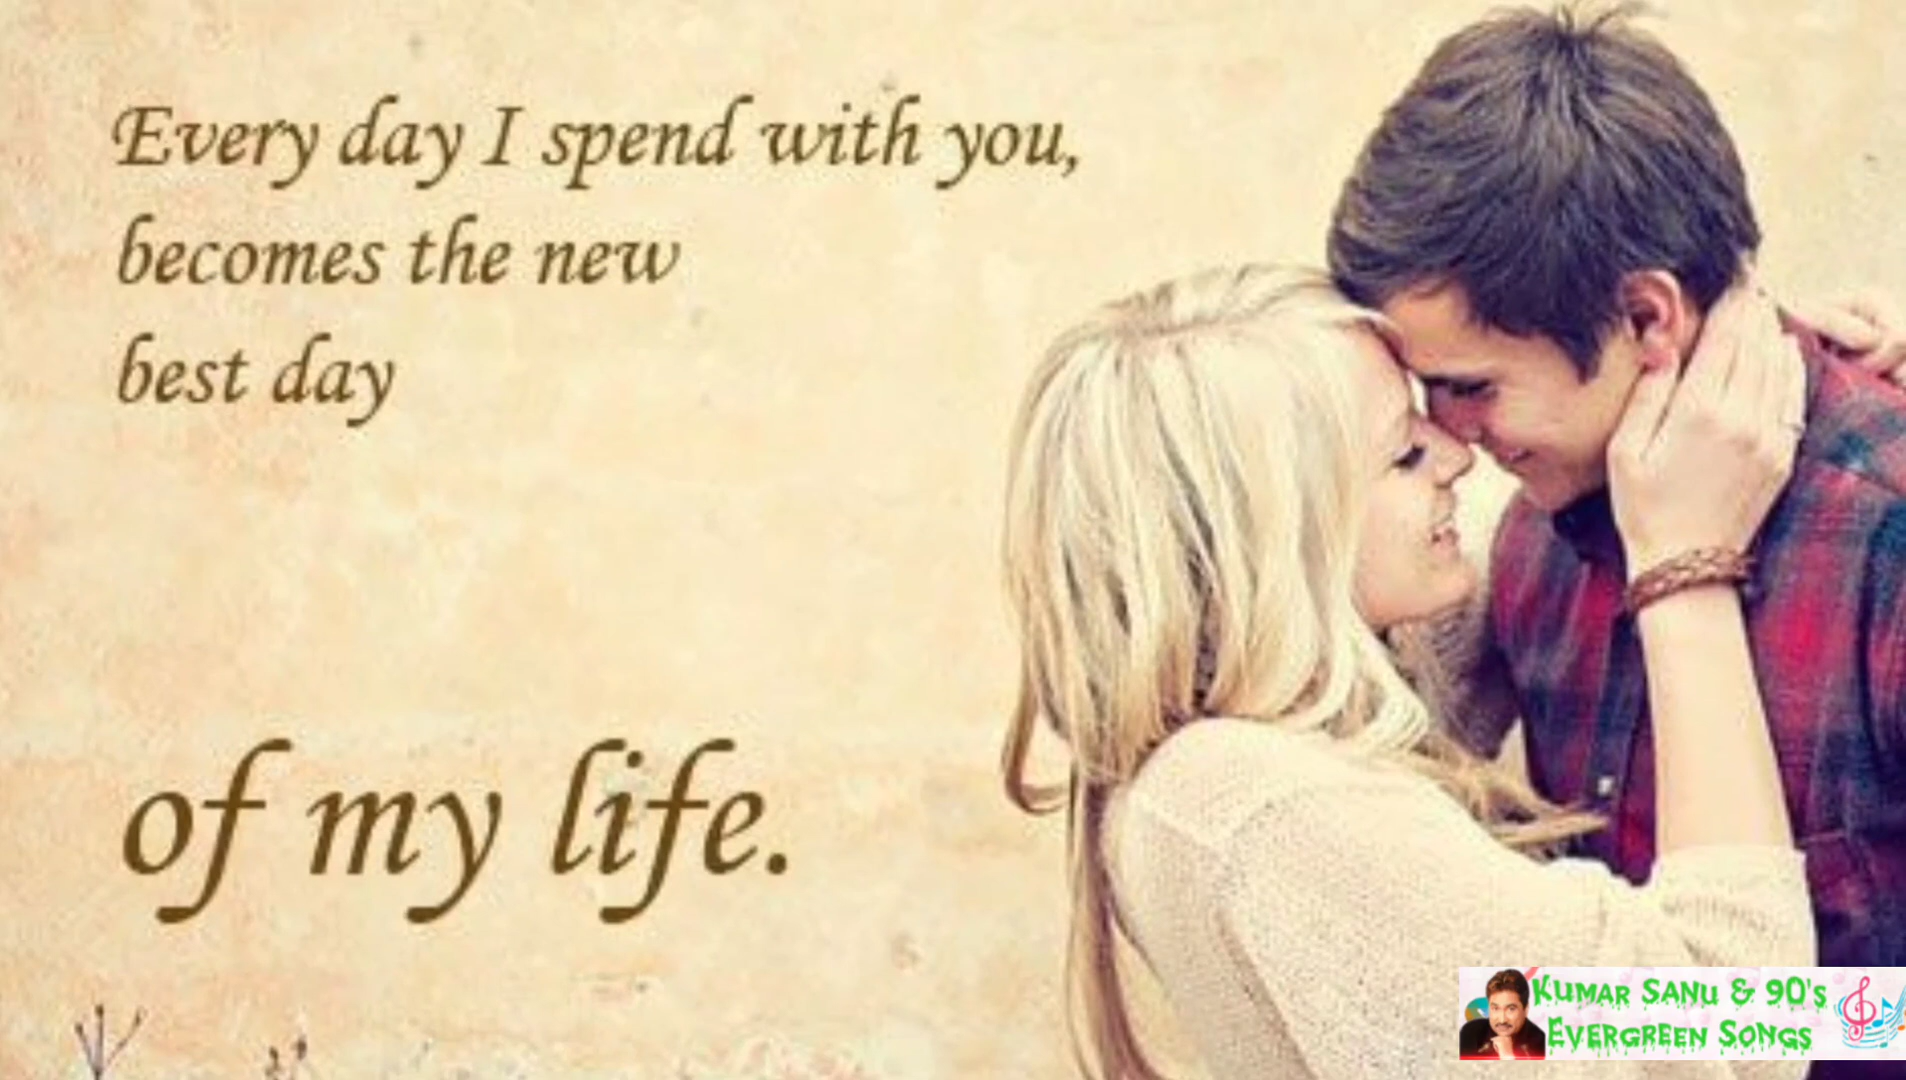 Every day I spend with you,
becomes the new
best day
of my life.
Kumar Sanu & 90's
Evergreen Songs